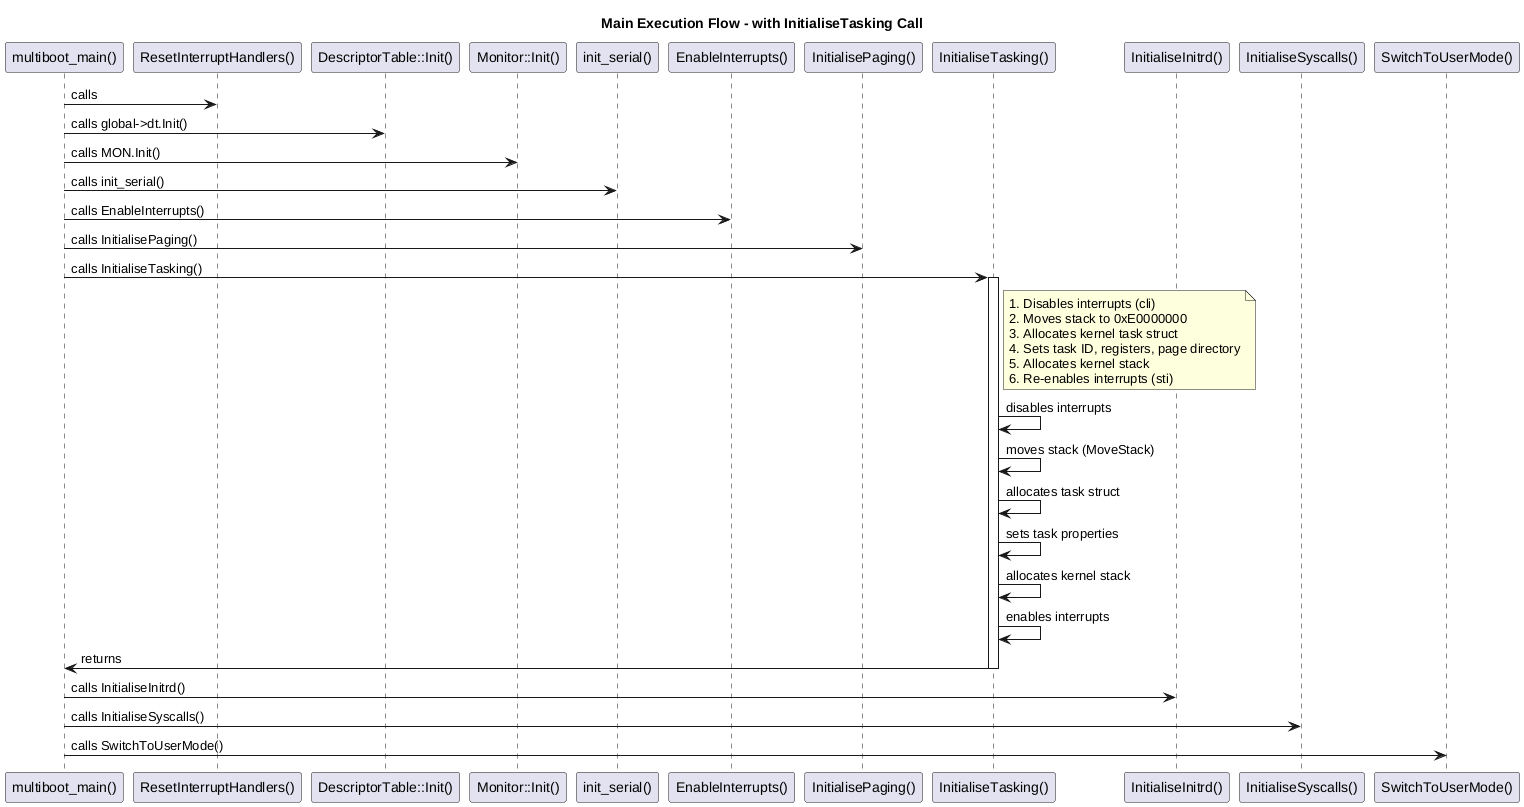 Main Execution Flow - with InitialiseTasking Call
multiboot_main()
ResetInterruptHandlers()
DescriptorTable::Init()
Monitor::Init()
init_serial()
EnableInterrupts()
InitialisePaging()
InitialiseTasking()
InitialiseInitrd()
InitialiseSyscalls()
SwitchToUserMode()
calls
calls global->dt.Init()
calls MON.Init()
calls init_serial()
calls EnableInterrupts()
calls InitialisePaging()
calls InitialiseTasking()
1. Disables interrupts (cli)
2. Moves stack to 0xE0000000
3. Allocates kernel task struct
4. Sets task ID, registers, page directory
5. Allocates kernel stack
6. Re-enables interrupts (sti)
disables interrupts
moves stack (MoveStack)
allocates task struct
sets task properties
allocates kernel stack
enables interrupts
returns
calls InitialiseInitrd()
calls InitialiseSyscalls()
calls SwitchToUserMode()
multiboot_main()
ResetInterruptHandlers()
DescriptorTable::Init()
Monitor::Init()
init_serial()
EnableInterrupts()
InitialisePaging()
InitialiseTasking()
InitialiseInitrd()
InitialiseSyscalls()
SwitchToUserMode()